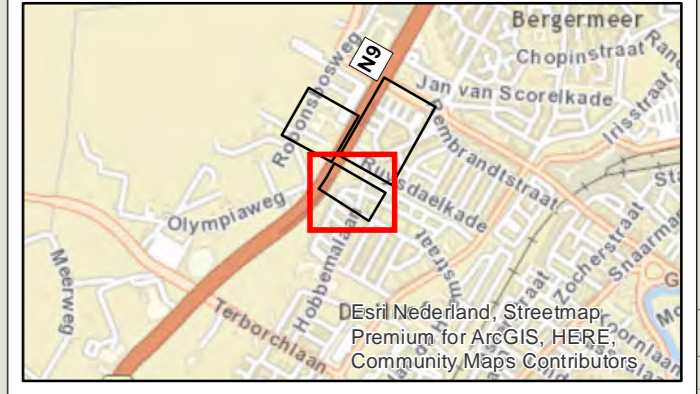 Bergermeer
N9
Chopinstraat
Robonsbosweg
Jan van Scorelkade
Irisstraat
Rembrandtstraat
Ruysdaelkade
Olympiaweg
Hobbemalaan
Meerweg
Zocherstraat
Terborchlaan
Esri Nederland, Streetmap
Premium for ArcGIS, HERE,
Community Maps Contributors